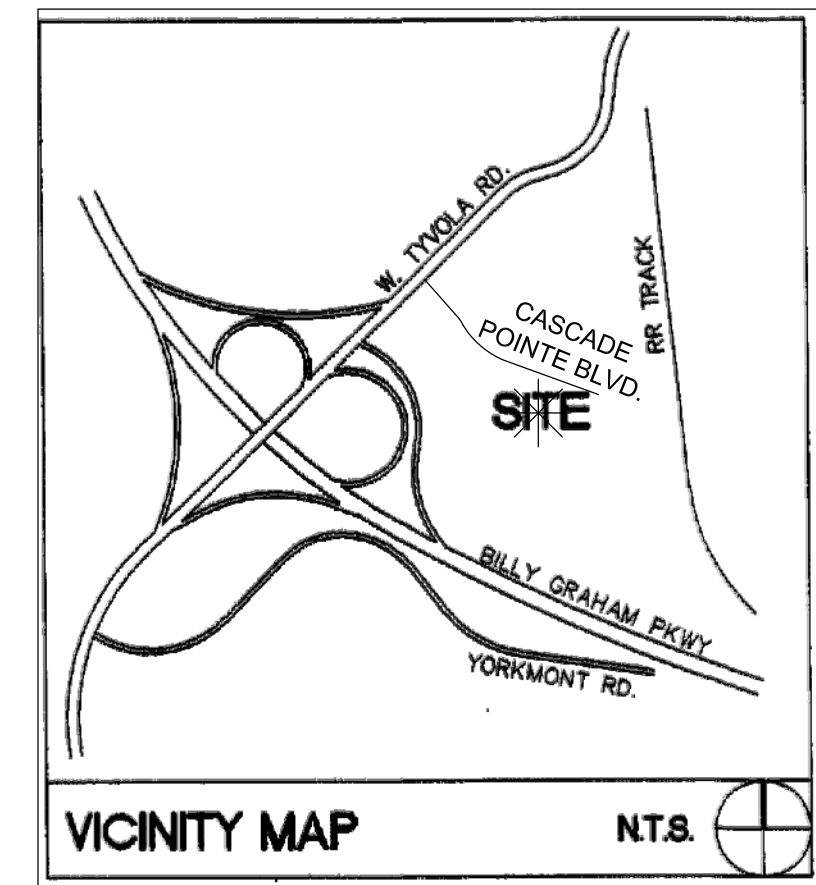 W. TYVOLA RD.
RR TRACK
CASCADE
POINTE BLVD.
SITE
BILLY GRAHAM PKWY
YORKMONT RD.
VICINITY MAP
N.T.S.